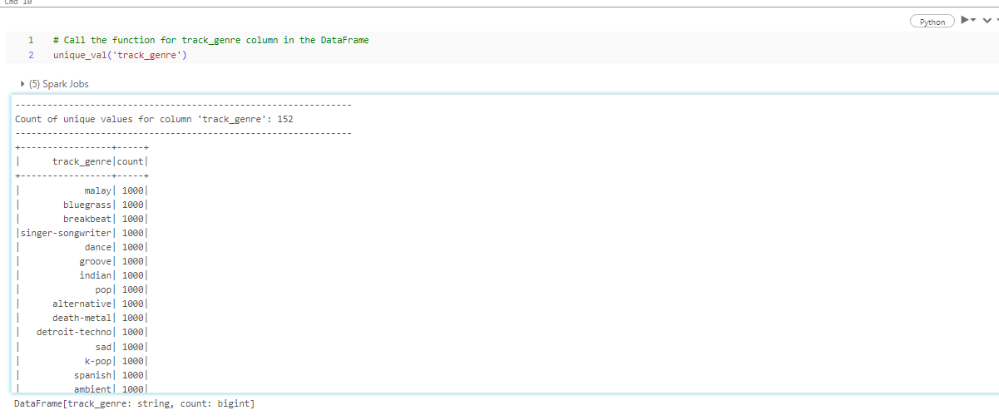 Cmd 10
Python
1 # Call the function for track_genre column in the DataFrame
2 unique_val('track_genre')
(5) Spark Jobs
---------------------------------------------------------------
Count of unique values for column 'track_genre': 152
---------------------------------------------------------------
+-----------------+-----+
|      track_genre|count|
+-----------------+-----+
|            malay| 1000|
|        bluegrass| 1000|
|        breakbeat| 1000|
|singer-songwriter| 1000|
|            dance| 1000|
|           groove| 1000|
|           indian| 1000|
|              pop| 1000|
|      alternative| 1000|
|      death-metal| 1000|
|   detroit-techno| 1000|
|              sad| 1000|
|            k-pop| 1000|
|          spanish| 1000|
|          ambient| 1000|
DataFrame[track_genre: string, count: bigint]